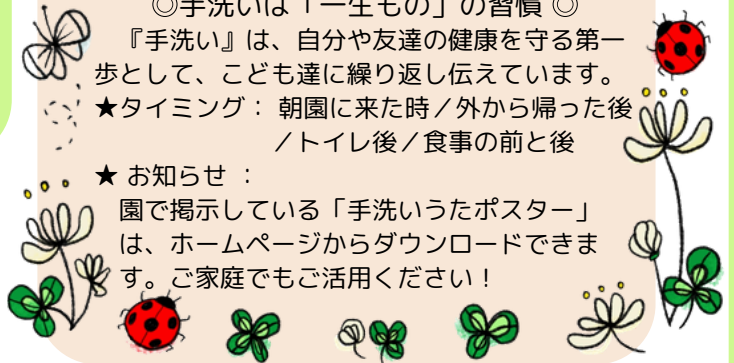 ◎手洗いは「一生もの」の習慣 ◎
『手洗い』は、自分や友達の健康を守る第一
歩として、こども達に繰り返し伝えています。
★タイミング： 朝園に来た時／外から帰った後
／トイレ後／食事の前と後
★ お知らせ ：
園で掲示している「手洗いうたポスター」
は、ホームページからダウンロードできま
す。ご家庭でもご活用ください！